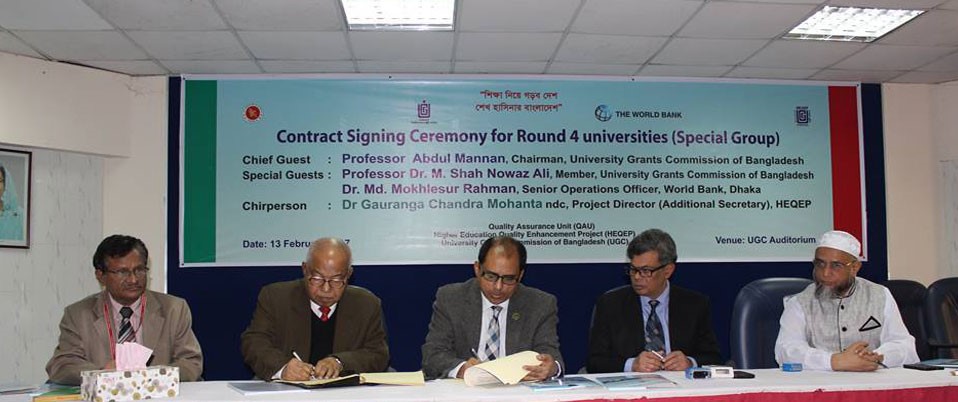 “শিক্ষা নিয়ে গড়ব দেশ
শেখ হাসিনার বাংলাদেশ”
THE WORLD BANK
Contract Signing Ceremony for Round 4 universities (Special Group)
Chief Guest : Professor Abdul Mannan, Chairman, University Grants Commission of Bangladesh
Special Guests : Professor Dr. M. Shah Nowaz Ali, Member, University Grants Commission of Bangladesh
Dr. Md. Mokhlesur Rahman, Senior Operations Officer, World Bank, Dhaka
Chirperson : Dr Gauranga Chandra Mohanta ndc, Project Director (Additional Secretary), HEQEP
Quality Assurance Unit (QAU)
Higher Education Quality Enhancement Project (HEQEP)
University Commission of Bangladesh (UGC)
Date: 13 Febru 7
Venue: UGC Auditorium